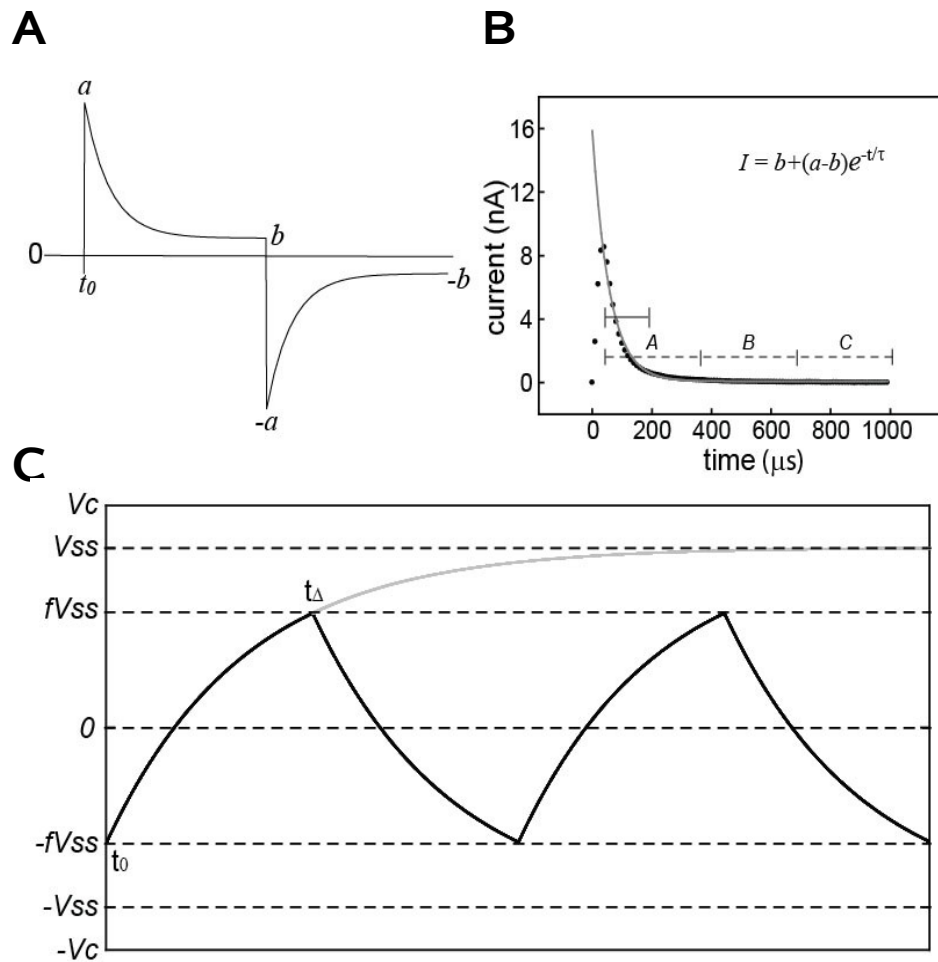 A
a
0
t₀
b
-b
-a
B
I = b+(a-b)e^-t/τ
current (nA)
16
12
8
4
0
A
B
C
0 200 400 600 800 1000
time (μs)
C
Vc
Vss
fVss
0
-fVss
-Vss
-Vc
tΔ
t₀